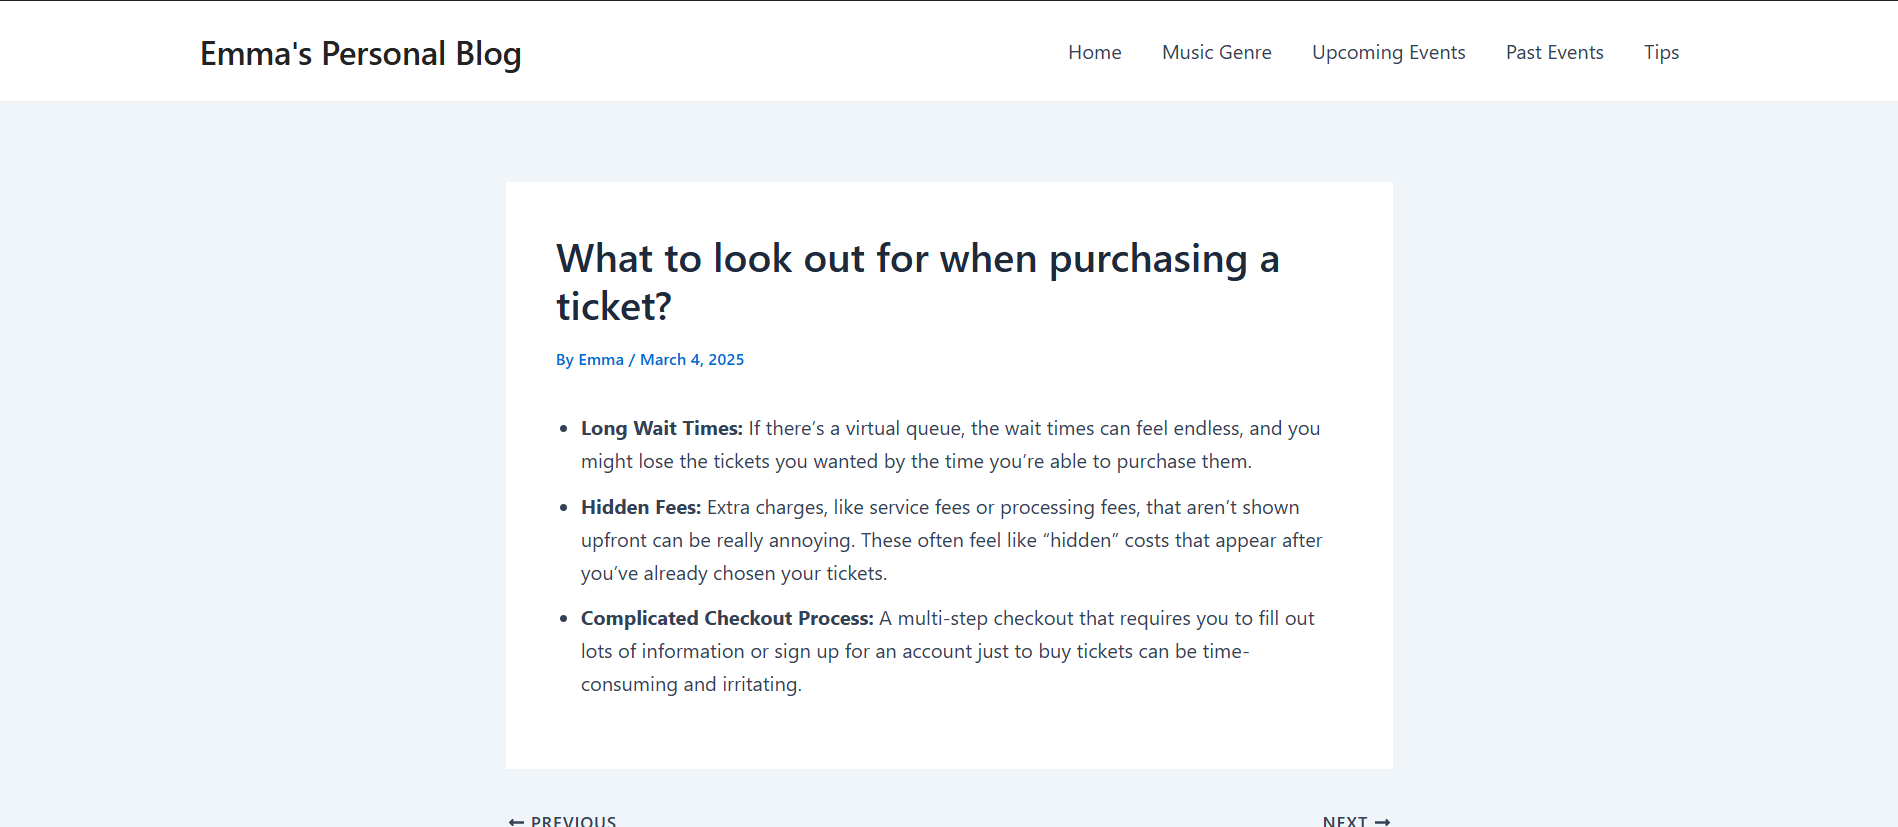 Emma's Personal Blog
Home Music Genre Upcoming Events Past Events Tips
What to look out for when purchasing a
ticket?
By Emma / March 4, 2025
• Long Wait Times: If there’s a virtual queue, the wait times can feel endless, and you
might lose the tickets you wanted by the time you’re able to purchase them.
• Hidden Fees: Extra charges, like service fees or processing fees, that aren’t shown
upfront can be really annoying. These often feel like “hidden” costs that appear after
you’ve already chosen your tickets.
• Complicated Checkout Process: A multi-step checkout that requires you to fill out
lots of information or sign up for an account just to buy tickets can be time-
consuming and irritating.
← PREVIOUS
NEXT →